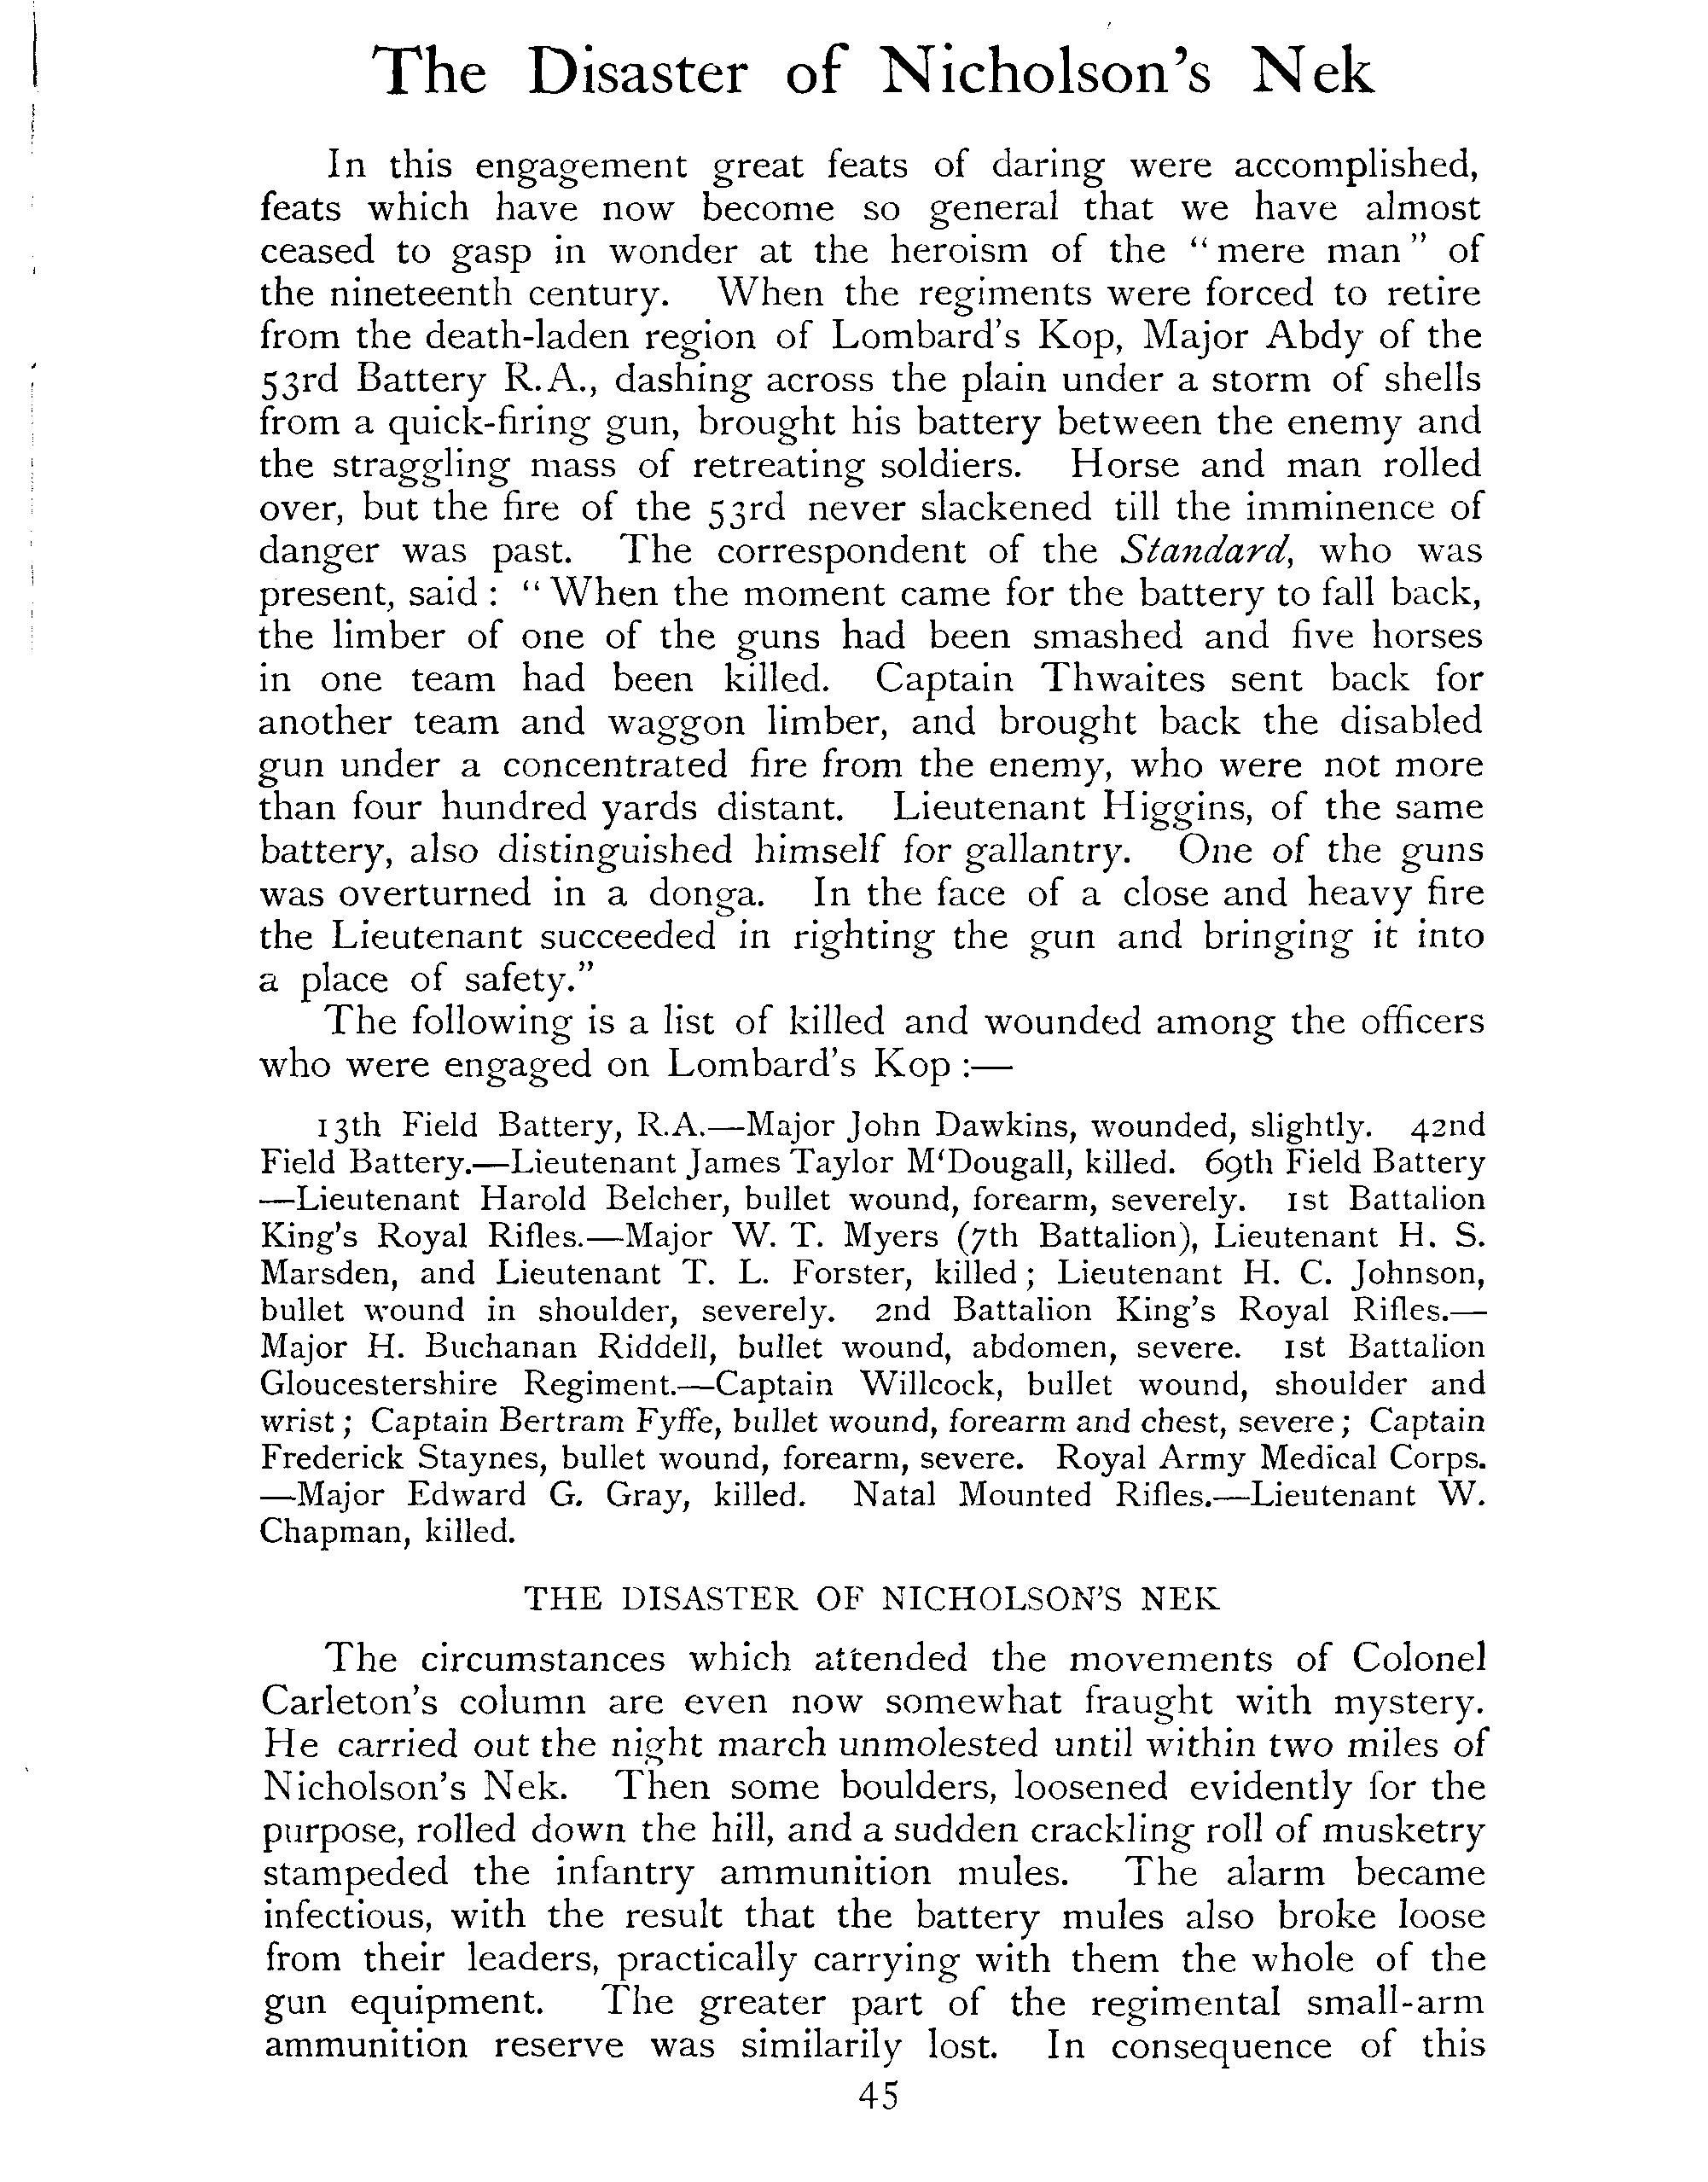 The Disaster of Nicholson's Nek
In this engagement great feats of daring were accomplished,
feats which have now become so general that we have almost
ceased to gasp in wonder at the heroism of the "mere man" of
the nineteenth century. When the regiments were forced to retire
from the death-laden region of Lombard's Kop, Major Abdy of the
53rd Battery R.A., dashing across the plain under a storm of shells
from a quick-firing gun, brought his battery between the enemy and
the straggling mass of retreating soldiers. Horse and man rolled
over, but the fire of the 53rd never slackened till the imminence of
danger was past. The correspondent of the Standard, who was
present, said: "When the moment came for the battery to fall back,
the limber of one of the guns had been smashed and five horses
in one team had been killed. Captain Thwaites sent back for
another team and waggon limber, and brought back the disabled
gun under a concentrated fire from the enemy, who were not more
than four hundred yards distant. Lieutenant Higgins, of the same
battery, also distinguished himself for gallantry. One of the guns
was overturned in a donga. In the face of a close and heavy fire
the Lieutenant succeeded in righting the gun and bringing it into
a place of safety."
The following is a list of killed and wounded among the officers
who were engaged on Lombard's Kop:—
13th Field Battery, R.A.—Major John Dawkins, wounded, slightly. 42nd
Field Battery.—Lieutenant James Taylor M'Dougall, killed. 69th Field Battery
—Lieutenant Harold Belcher, bullet wound, forearm, severely. 1st Battalion
King's Royal Rifles.—Major W. T. Myers (7th Battalion), Lieutenant H. S.
Marsden, and Lieutenant T. L. Forster, killed; Lieutenant H. C. Johnson,
bullet wound in shoulder, severely. 2nd Battalion King's Royal Rifles.—
Major H. Buchanan Riddell, bullet wound, abdomen, severe. 1st Battalion
Gloucestershire Regiment.—Captain Willcock, bullet wound, shoulder and
wrist; Captain Bertram Fyffe, bullet wound, forearm and chest, severe; Captain
Frederick Staynes, bullet wound, forearm, severe. Royal Army Medical Corps.
—Major Edward G. Gray, killed. Natal Mounted Rifles.—Lieutenant W.
Chapman, killed.
THE DISASTER OF NICHOLSON'S NEK
The circumstances which attended the movements of Colonel
Carleton's column are even now somewhat fraught with mystery.
He carried out the night march unmolested until within two miles of
Nicholson's Nek. Then some boulders, loosened evidently for the
purpose, rolled down the hill, and a sudden crackling roll of musketry
stampeded the infantry ammunition mules. The alarm became
infectious, with the result that the battery mules also broke loose
from their leaders, practically carrying with them the whole of the
gun equipment. The greater part of the regimental small-arm
ammunition reserve was similarily lost. In consequence of this
45